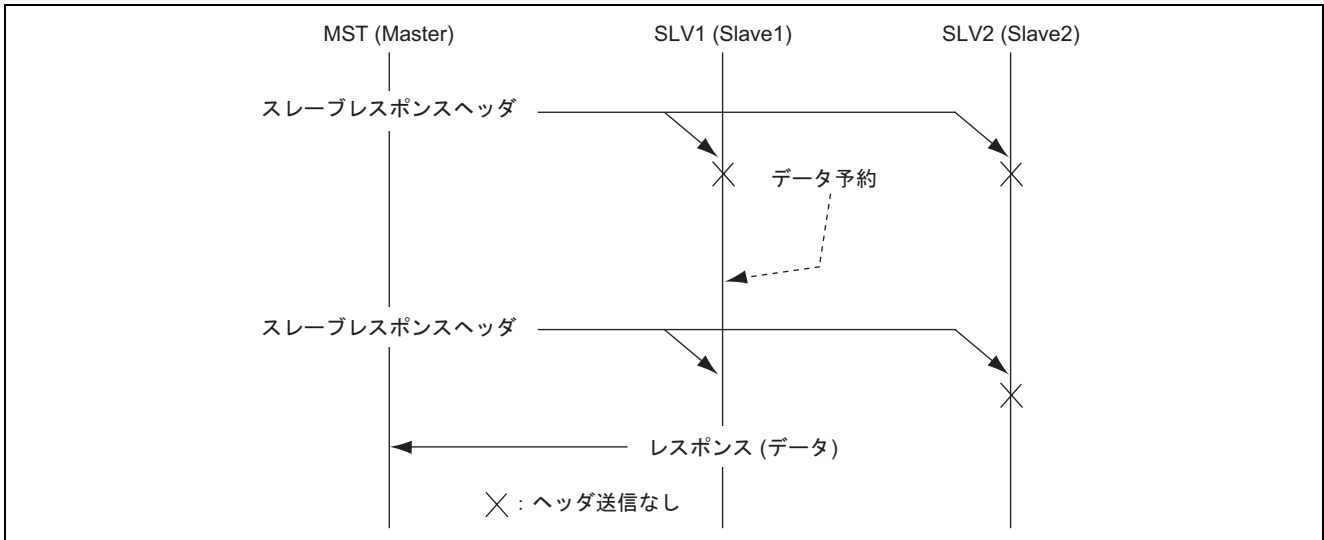 MST (Master) SLV1 (Slave1) SLV2 (Slave2)
スレーブレスポンスヘッダ
データ予約
スレーブレスポンスヘッダ
レスポンス (データ)
: ヘッダ送信なし